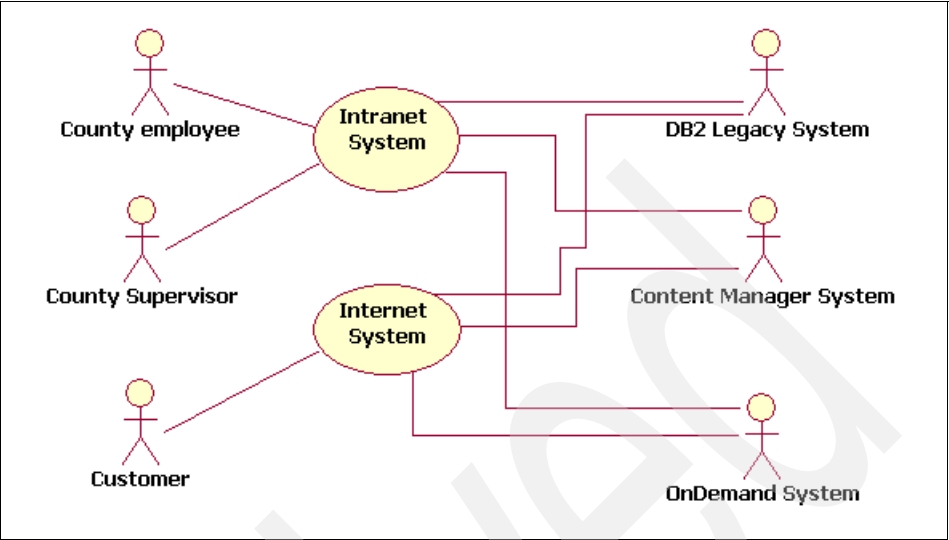 County employee
Intranet
System
DB2 Legacy System
County Supervisor
Content Manager System
Internet
System
Customer
OnDemand System